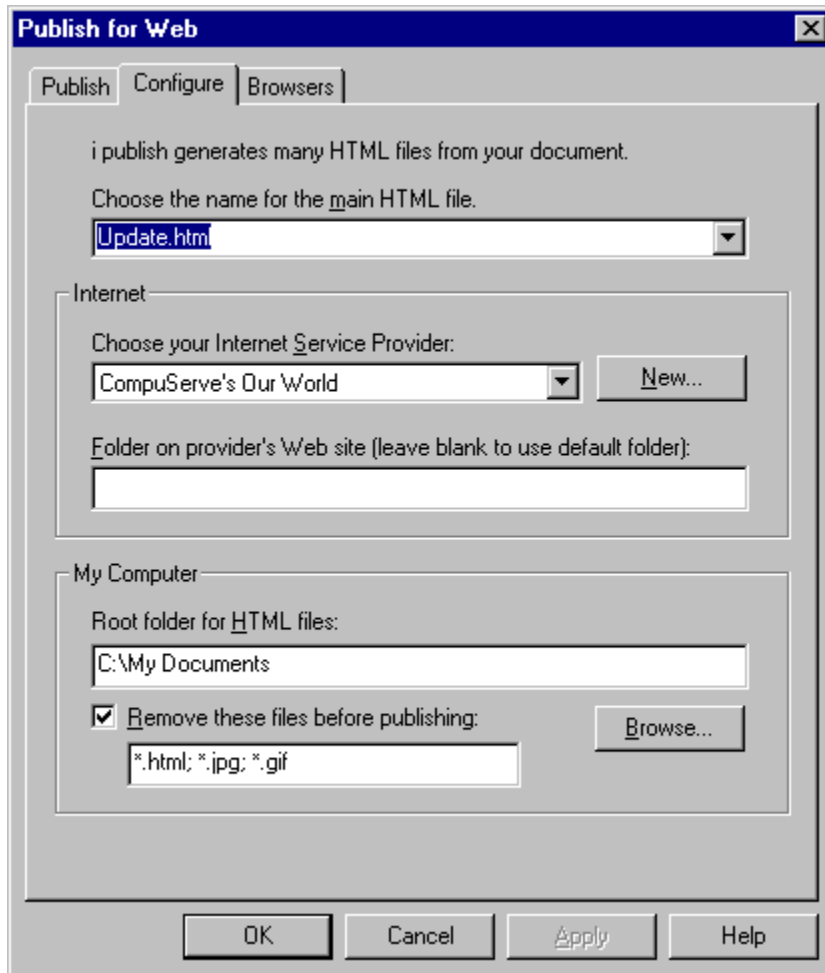 Publish for Web
Publish Configure Browsers
i publish generates many HTML files from your document.
Choose the name for the main HTML file.
Update.html
Internet
Choose your Internet Service Provider:
CompuServe's Our World
New...
Folder on provider's Web site (leave blank to use default folder):
My Computer
Root folder for HTML files:
C:\My Documents
Remove these files before publishing:
Browse...
*.html; *.jpg; *.gif
OK Cancel Apply Help